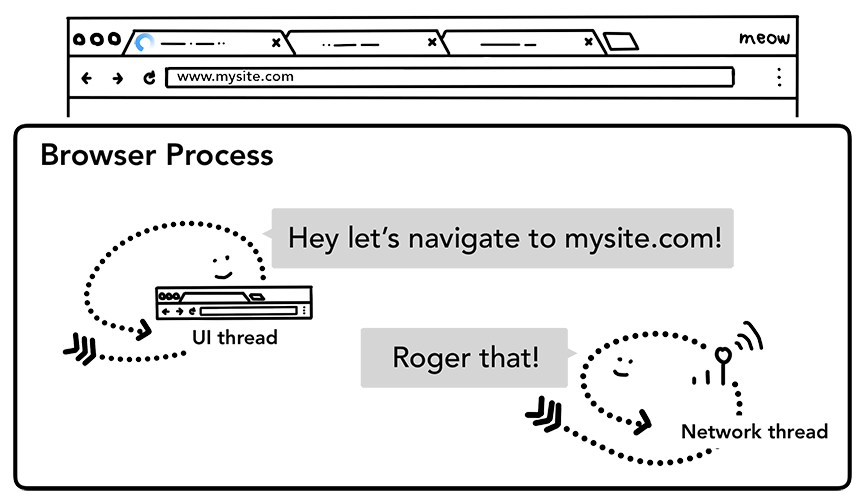 meow
www.mysite.com
Browser Process
Hey let's navigate to mysite.com!
UI thread
Roger that!
Network thread